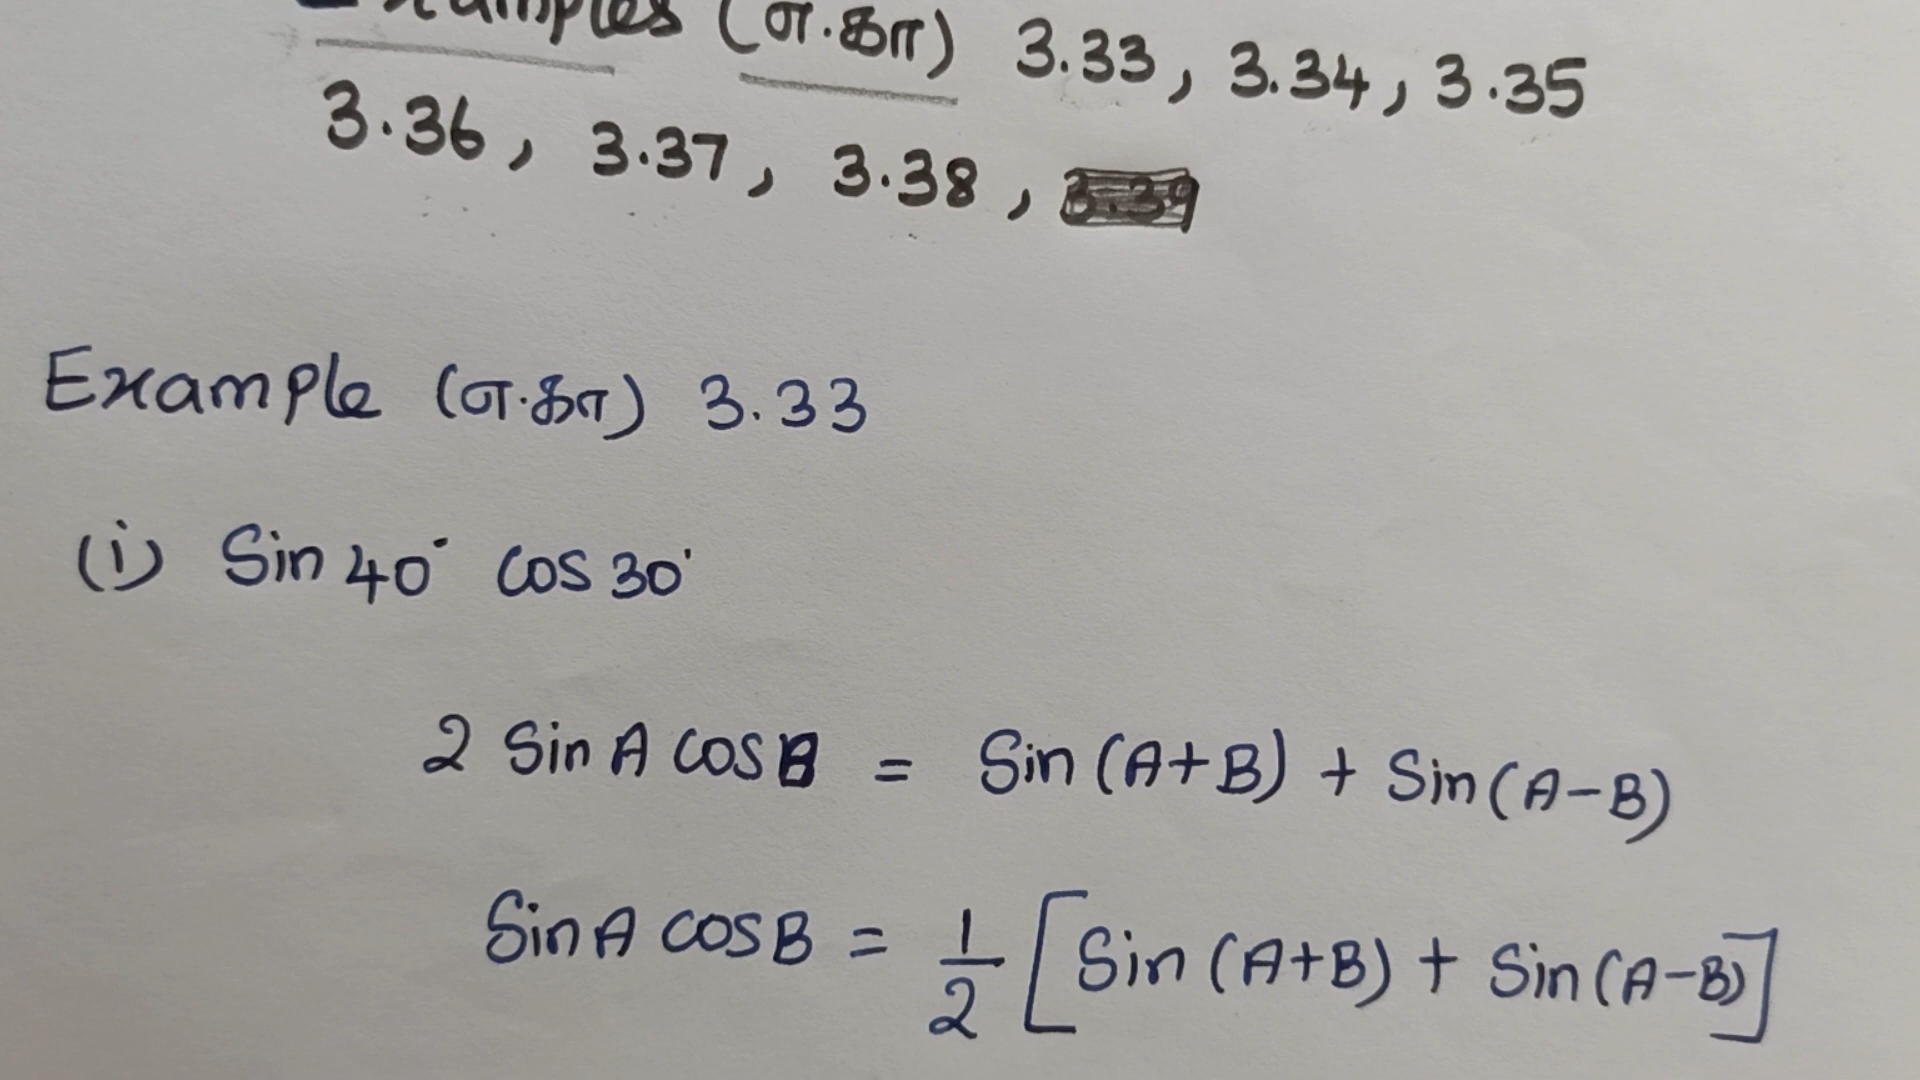 Examples (எ.கா) 3.33, 3.34, 3.35
3.36, 3.37, 3.38,
Example (எ.கா) 3.33
(i) Sin 40° cos 30°
2 Sin A cos B = Sin (A+B) + Sin (A-B)
Sin A cos B = 1/2 [Sin (A+B) + Sin (A-B)]